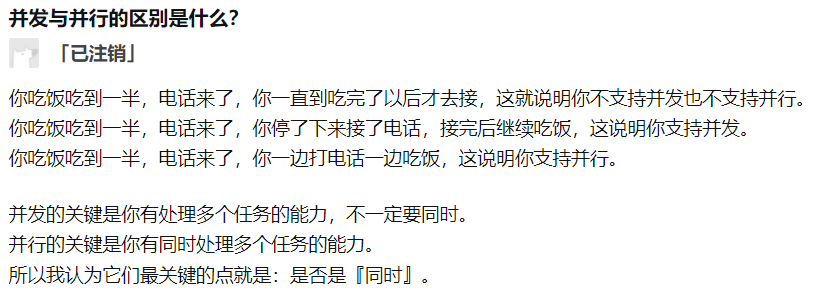 并发与并行的区别是什么？
「已注销」
你吃饭吃到一半，电话来了，你一直到吃完了以后才去接，这就说明你不支持并发也不支持并行。
你吃饭吃到一半，电话来了，你停了下来接了电话，接完后继续吃饭，这说明你支持并发。
你吃饭吃到一半，电话来了，你一边打电话一边吃饭，这说明你支持并行。
并发的关键是你有处理多个任务的能力，不一定要同时。
并行的关键是你有同时处理多个任务的能力。
所以我认为它们最关键的点就是：是否是『同时』。